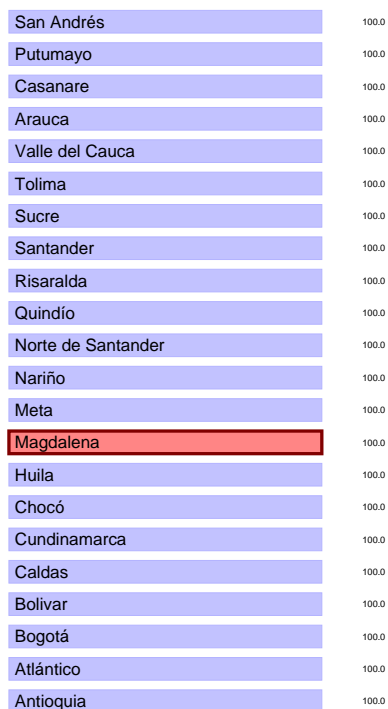 San Andrés 100.0
Putumayo 100.0
Casanare 100.0
Arauca 100.0
Valle del Cauca 100.0
Tolima 100.0
Sucre 100.0
Santander 100.0
Risaralda 100.0
Quindío 100.0
Norte de Santander 100.0
Nariño 100.0
Meta 100.0
Magdalena 100.0
Huila 100.0
Chocó 100.0
Cundinamarca 100.0
Caldas 100.0
Bolivar 100.0
Bogotá 100.0
Atlántico 100.0
Antioquia 100.0